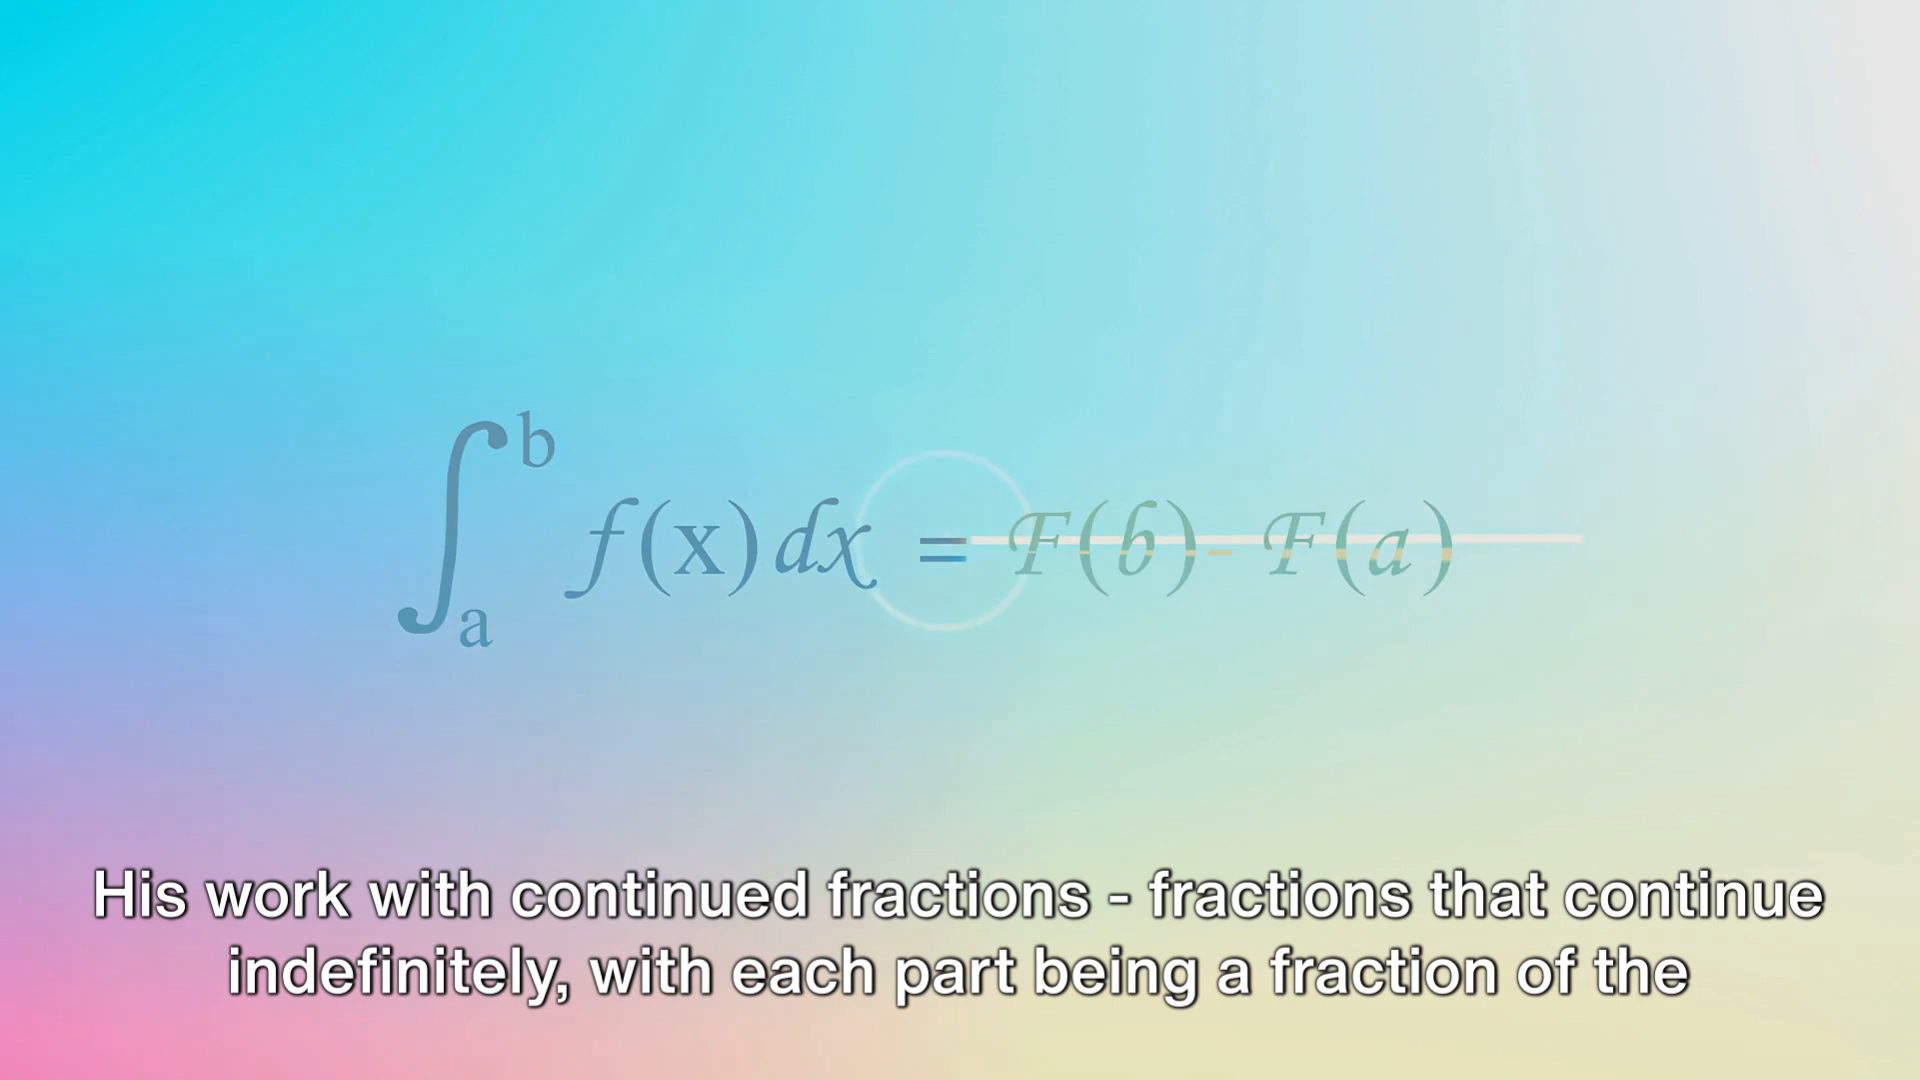 ∫ₐᵇ f(x)dx = F(b) - F(a)
His work with continued fractions - fractions that continue
indefinitely, with each part being a fraction of the